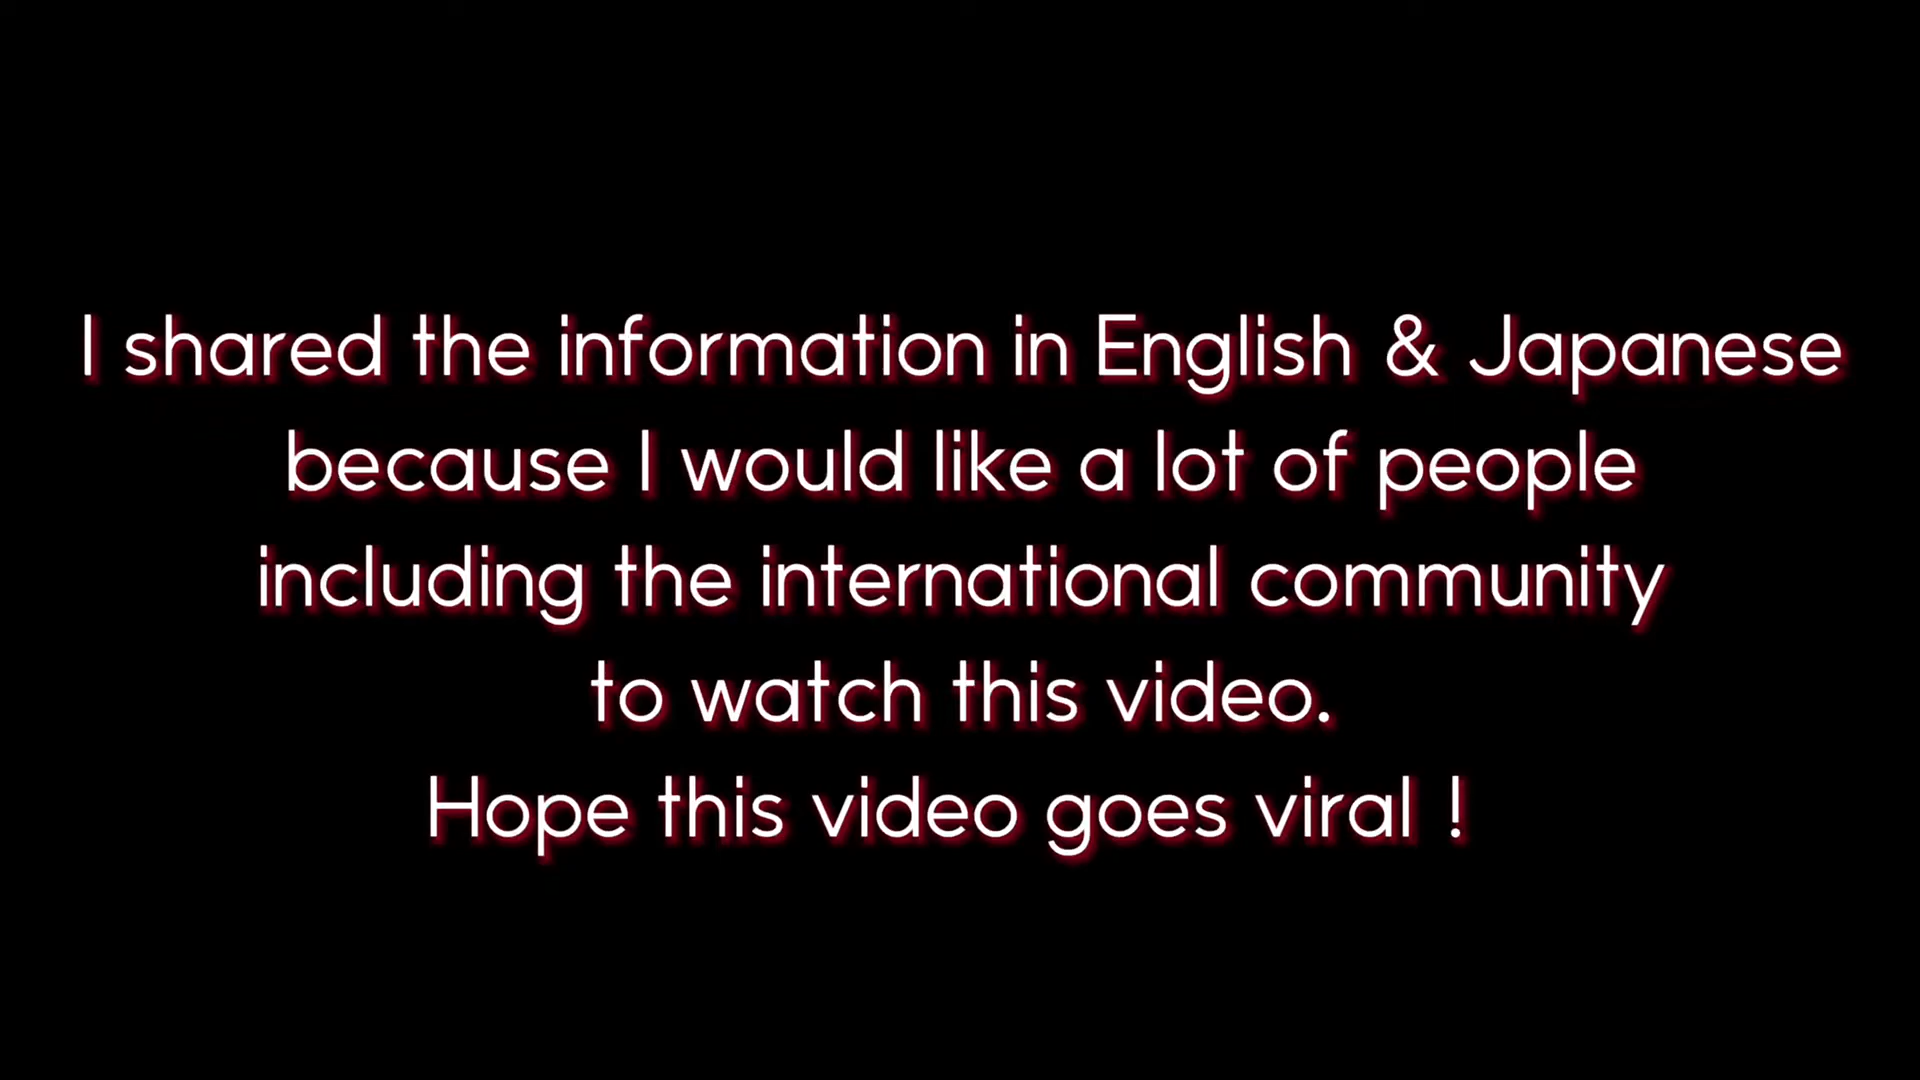 I shared the information in English & Japanese
because I would like a lot of people
including the international community
to watch this video.
Hope this video goes viral !